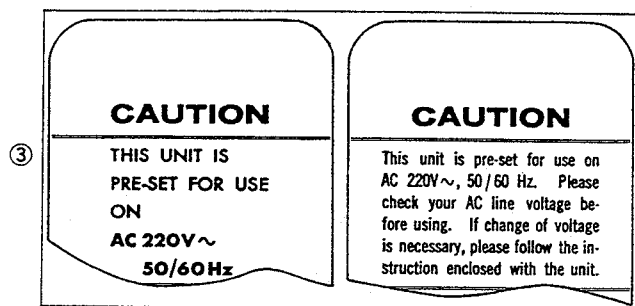 ③
CAUTION
THIS UNIT IS
PRE-SET FOR USE
ON
AC 220V~
50/60Hz
CAUTION
This unit is pre-set for use on
AC 220V~, 50/60 Hz. Please
check your AC line voltage be-
fore using. If change of voltage
is necessary, please follow the in-
struction enclosed with the unit.